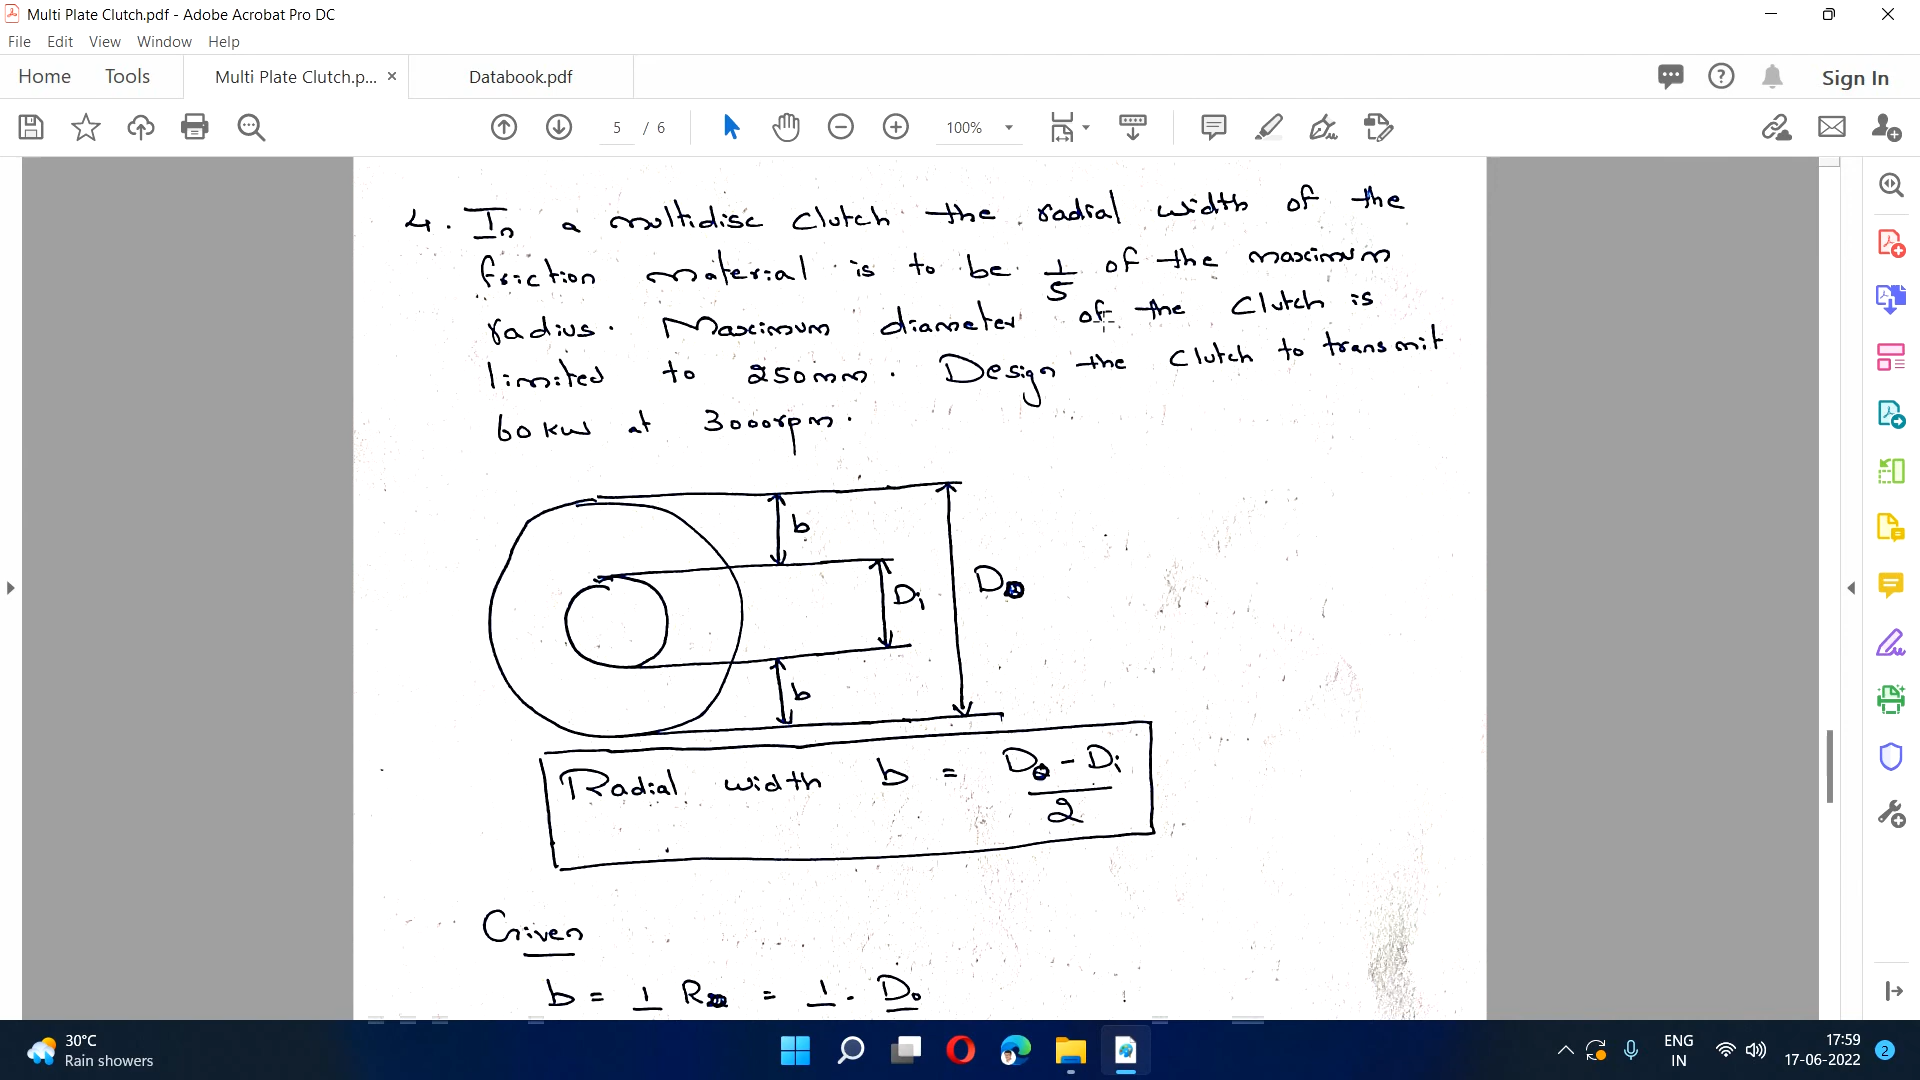 Multi Plate Clutch.pdf - Adobe Acrobat Pro DC
File Edit View Window Help
Home Tools Multi Plate Clutch.p... × Databook.pdf Sign In
5 / 6 100%
4. In a multidisc clutch the radial width of the
friction material is to be 1/5 of the maximum
radius. Maximum diameter of the clutch is
limited to 250mm. Design the clutch to transmit
60 kw at 3000rpm.
b
Di
D
b
Radial width b = D - Di / 2
Given
b = 1 R = 1 . Do
30°C
Rain showers
ENG
IN
17:59
17-06-2022
2